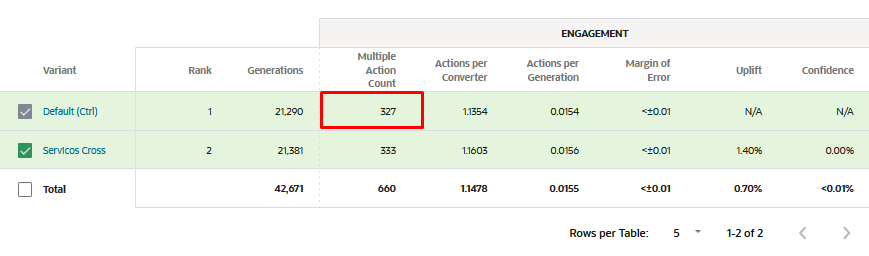 ENGAGEMENT
Variant Rank Generations Multiple Action Count Actions per Converter Actions per Generation Margin of Error Uplift Confidence
Default (Ctrl) 1 21,290 327 1.1354 0.0154 <±0.01 N/A N/A
Servicos Cross 2 21,381 333 1.1603 0.0156 <±0.01 1.40% 0.00%
Total 42,671 660 1.1478 0.0155 <±0.01 0.70% <0.01%
Rows per Table: 5 1-2 of 2